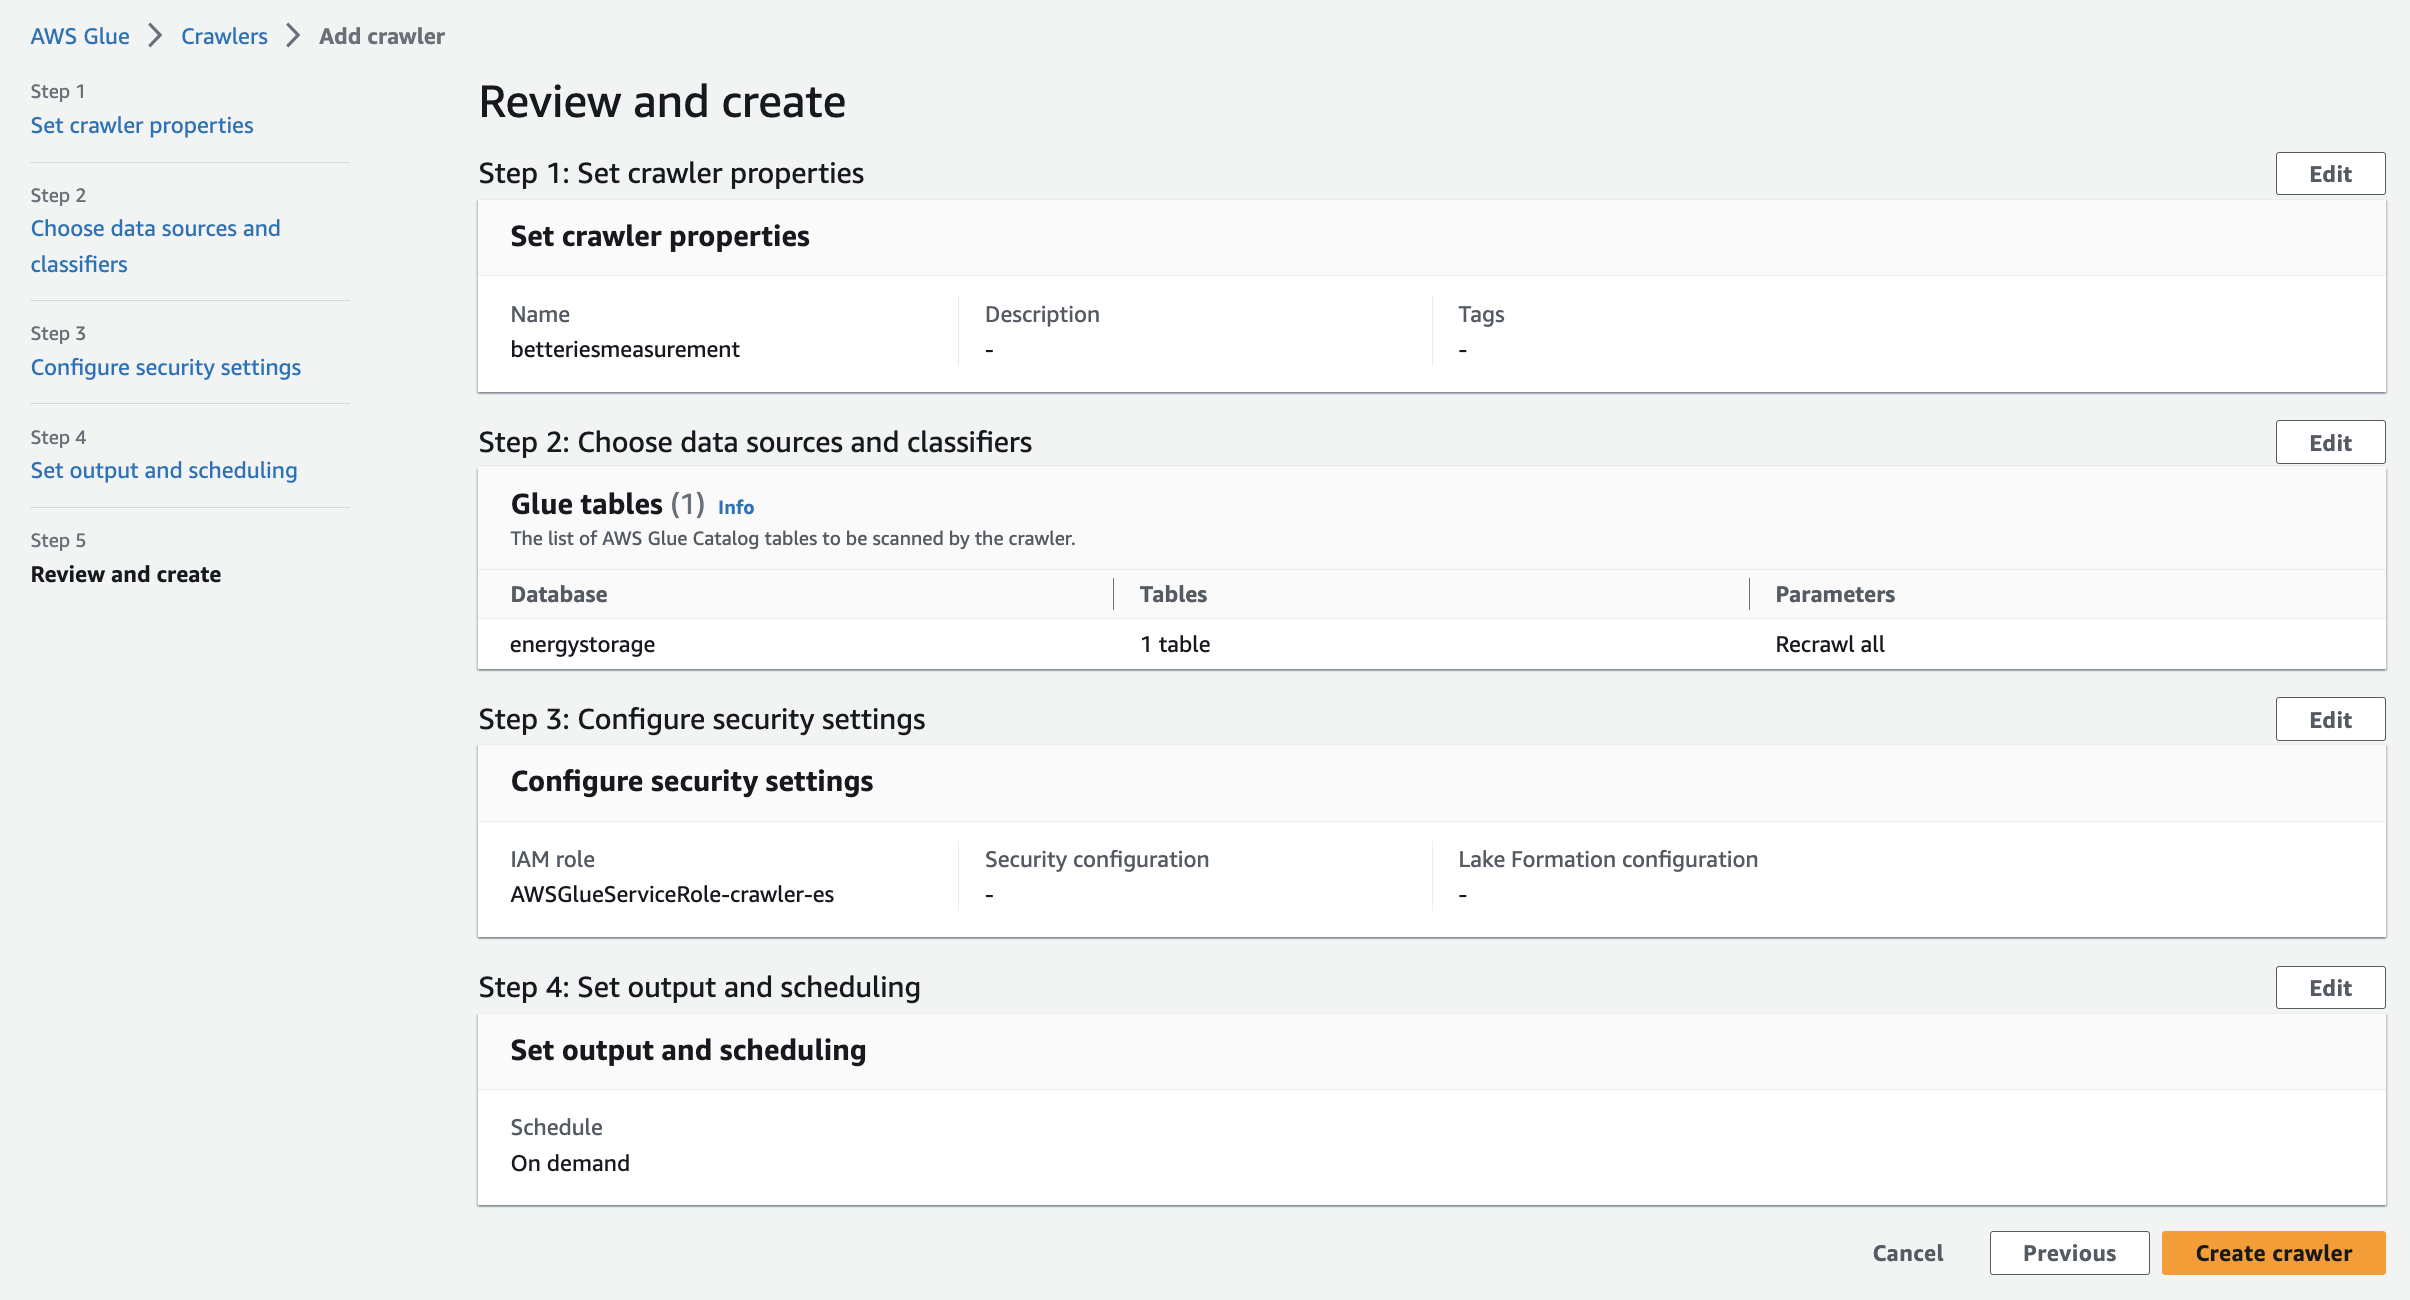 AWS Glue > Crawlers > Add crawler
Step 1
Set crawler properties
Step 2
Choose data sources and
classifiers
Step 3
Configure security settings
Step 4
Set output and scheduling
Step 5
Review and create
Review and create
Step 1: Set crawler properties
Edit
Set crawler properties
Name
betteriesmeasurement
Description
-
Tags
-
Step 2: Choose data sources and classifiers
Edit
Glue tables (1) Info
The list of AWS Glue Catalog tables to be scanned by the crawler.
Database Tables Parameters
energystorage 1 table Recrawl all
Step 3: Configure security settings
Edit
Configure security settings
IAM role
AWSGlueServiceRole-crawler-es
Security configuration
-
Lake Formation configuration
-
Step 4: Set output and scheduling
Edit
Set output and scheduling
Schedule
On demand
Cancel Previous Create crawler